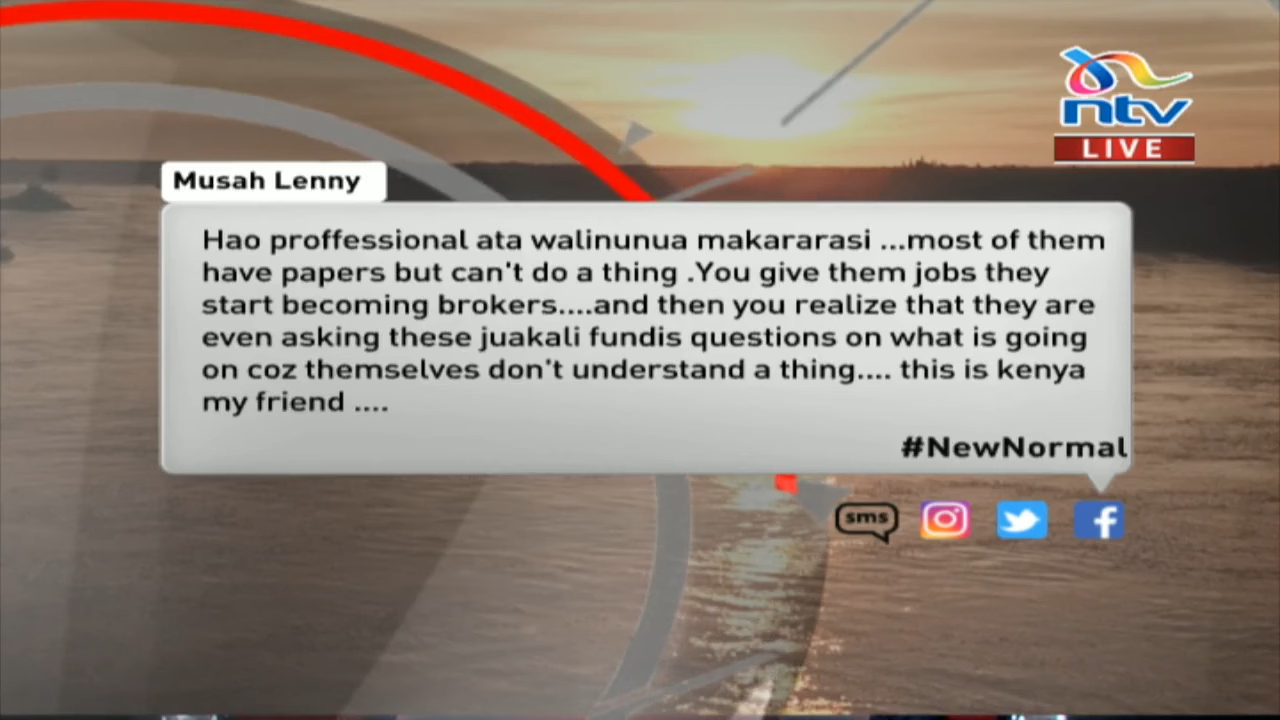 ntv
LIVE
Musah Lenny
Hao proffessional ata walinunua makararasi ...most of them
have papers but can't do a thing .You give them jobs they
start becoming brokers....and then you realize that they are
even asking these juakali fundis questions on what is going
on coz themselves don't understand a thing.... this is kenya
my friend ....
#NewNormal
sms